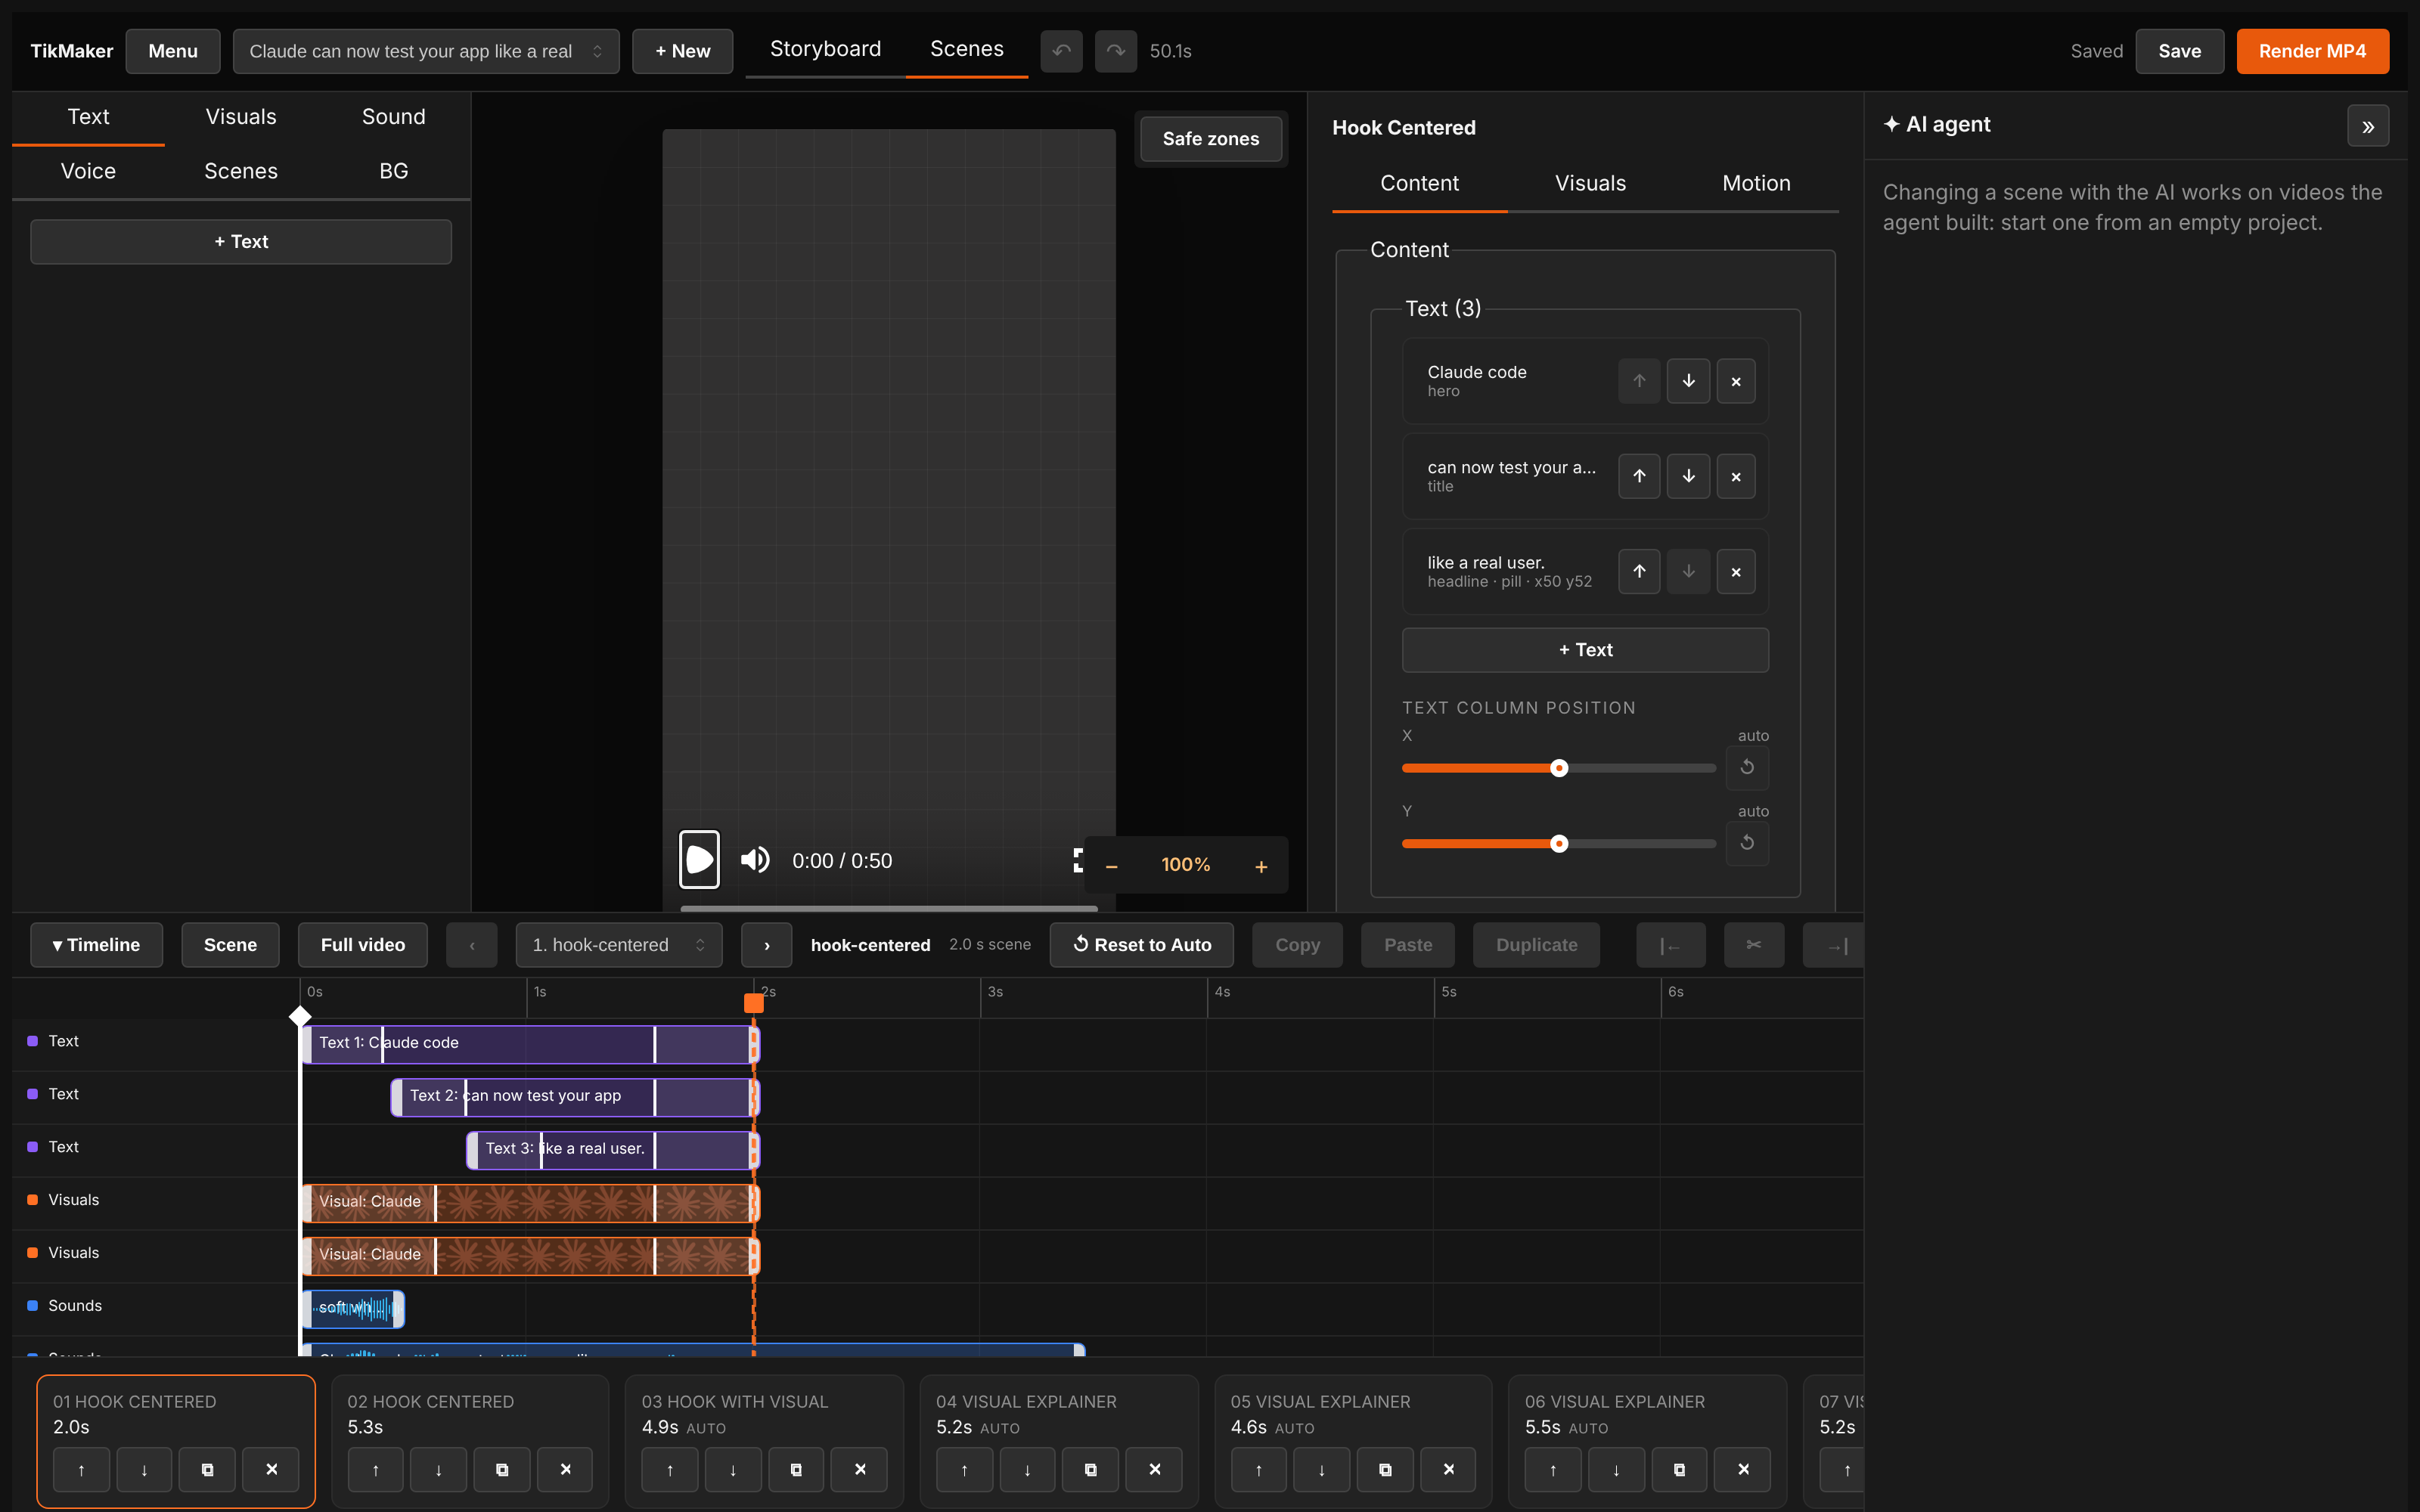 TikMaker Menu Claude can now test your app like a real + New Storyboard Scenes 50.1s Saved Save Render MP4
Text Visuals Sound
Voice Scenes BG
+ Text
Safe zones
0:00 / 0:50
− 100% +
Hook Centered
Content Visuals Motion
Content
Text (3)
Claude code
hero
can now test your a...
title
like a real user.
headline · pill · x50 y52
+ Text
TEXT COLUMN POSITION
X auto
Y auto
✦ AI agent »
Changing a scene with the AI works on videos the
agent built: start one from an empty project.
▾ Timeline Scene Full video ‹ 1. hook-centered › hook-centered 2.0 s scene Reset to Auto Copy Paste Duplicate
0s 1s 2s 3s 4s 5s 6s
Text Text 1: Claude code
Text Text 2: can now test your app
Text Text 3: like a real user.
Visuals Visual: Claude
Visuals Visual: Claude
Sounds soft wh...
Sounds
01 HOOK CENTERED
2.0s
02 HOOK CENTERED
5.3s
03 HOOK WITH VISUAL
4.9s AUTO
04 VISUAL EXPLAINER
5.2s AUTO
05 VISUAL EXPLAINER
4.6s AUTO
06 VISUAL EXPLAINER
5.5s AUTO
07 VIS
5.2s